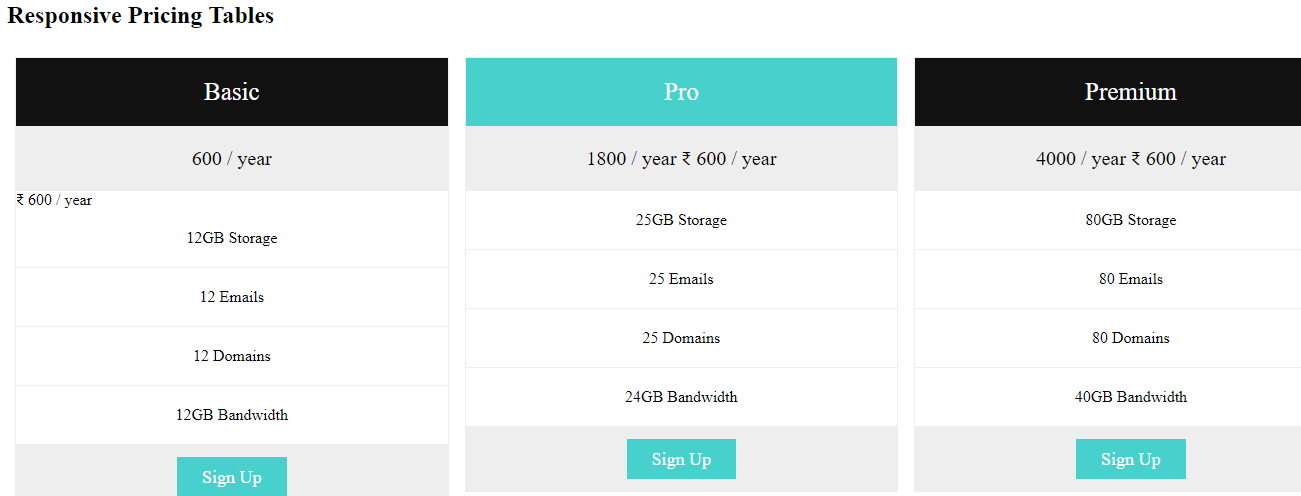 Responsive Pricing Tables
Basic
600 / year
₹ 600 / year
12GB Storage
12 Emails
12 Domains
12GB Bandwidth
Sign Up
Pro
1800 / year ₹ 600 / year
25GB Storage
25 Emails
25 Domains
24GB Bandwidth
Sign Up
Premium
4000 / year ₹ 600 / year
80GB Storage
80 Emails
80 Domains
40GB Bandwidth
Sign Up